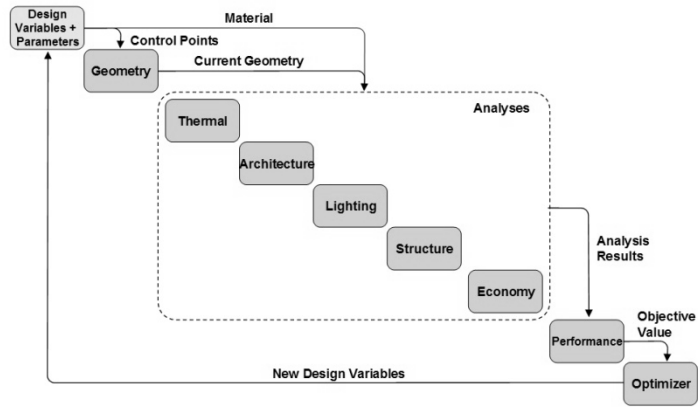 Design
Variables +
Parameters
Material
Control Points
Geometry
Current Geometry
Analyses
Thermal
Architecture
Lighting
Structure
Economy
Analysis
Results
Performance
Objective
Value
Optimizer
New Design Variables